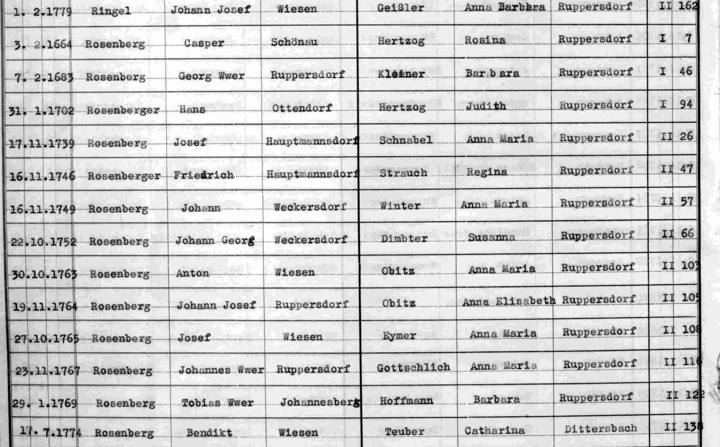 1. 2.1779 Ringel Johann Josef Wiesen Geißler Anna Barbara Ruppersdorf II 162
3. 2.1664 Rosenberg Casper Schönau Hertzog Rosina Ruppersdorf I 7
7. 2.1683 Rosenberg Georg Wwer Ruppersdorf Kleiner Barbara Ruppersdorf I 46
31. 1.1702 Rosenberger Hans Ottendorf Hertzog Judith Ruppersdorf I 94
17.11.1739 Rosenberg Josef Hauptmannsdorf Schnabel Anna Maria Ruppersdorf II 26
16.11.1746 Rosenberger Friedrich Hauptmannsdorf Strauch Regina Ruppersdorf II 47
16.11.1749 Rosenberg Johann Weckersdorf Winter Anna Maria Ruppersdorf II 57
22.10.1752 Rosenberg Johann Georg Weckersdorf Dimbter Susanna Ruppersdorf II 66
30.10.1763 Rosenberg Anton Wiesen Obitz Anna Maria Ruppersdorf II 103
19.11.1764 Rosenberg Johann Josef Ruppersdorf Obitz Anna Elisabeth Ruppersdorf II 105
27.10.1765 Rosenberg Josef Wiesen Eymer Anna Maria Ruppersdorf II 108
23.11.1767 Rosenberg Johannes Wwer Ruppersdorf Gottschlich Anna Maria Ruppersdorf II 116
29. 1.1769 Rosenberg Tobias Wwer Johannesberg Hoffmann Barbara Ruppersdorf II 122
17. 7.1774 Rosenberg Bendikt Wiesen Teuber Catharina Dittersbach II 138